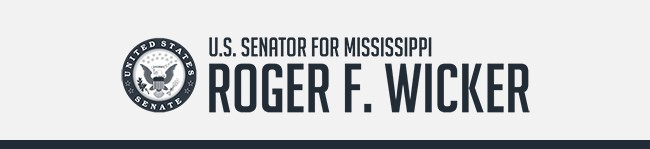 UNITED STATES
SENATE
U.S. SENATOR FOR MISSISSIPPI
ROGER F. WICKER